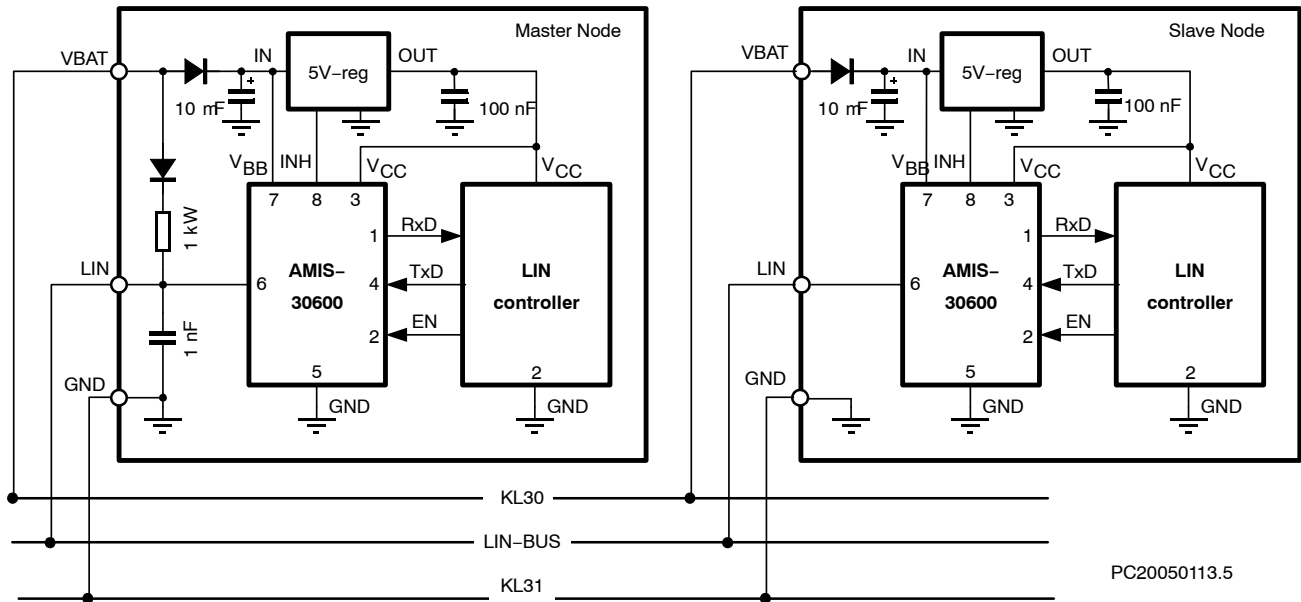 Master Node
VBAT
IN
5V−reg
OUT
10 mF
100 nF
VBB
INH
VCC
VCC
7
8
3
1 kW
1
RxD
LIN
6
AMIS−
30600
4
TxD
LIN
controller
2
EN
1 nF
5
2
GND
GND
GND
Slave Node
VBAT
IN
5V−reg
OUT
10 mF
100 nF
VBB
INH
VCC
VCC
7
8
3
1
RxD
LIN
6
AMIS−
30600
4
TxD
LIN
controller
2
EN
5
2
GND
GND
GND
KL30
LIN−BUS
KL31
PC20050113.5